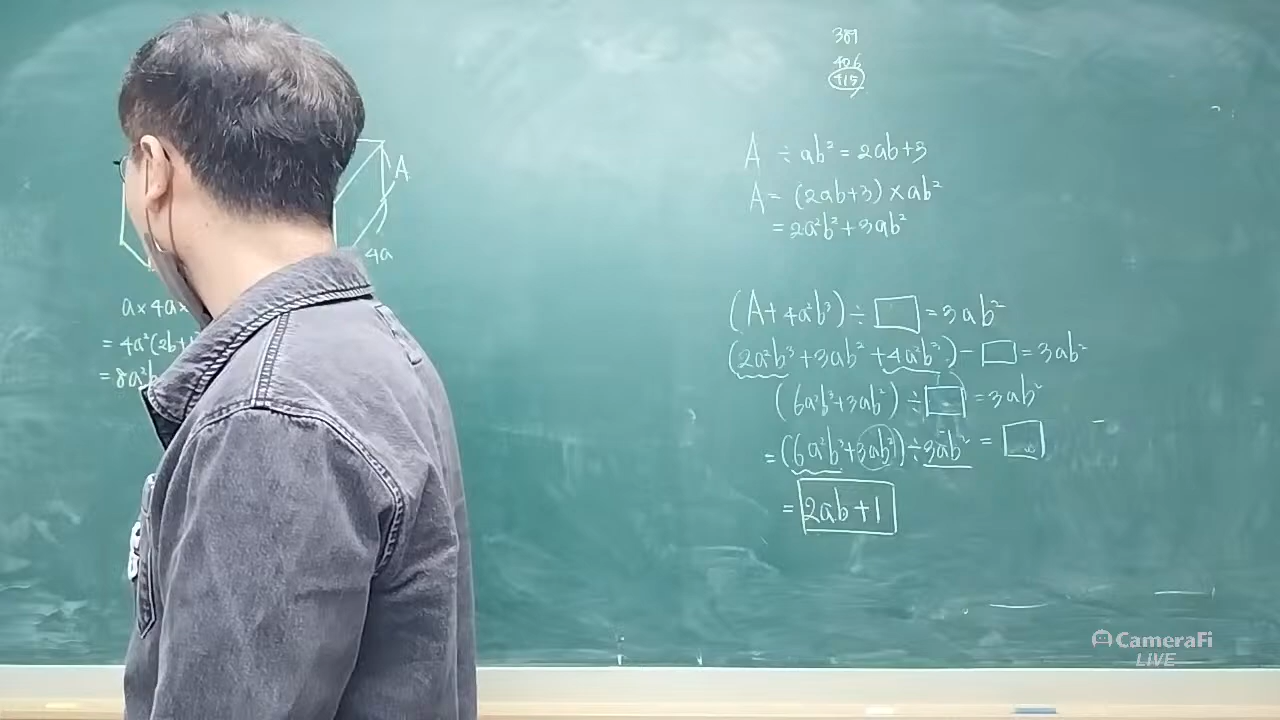 389
406
415
A
4a
a×4a×
= 4a²(2b+
= 8a²b
A ÷ ab² = 2ab+3
A = (2ab+3) × ab²
= 2a²b³ + 3ab²
(A + 4a²b³) ÷ □ = 3ab²
(2a²b³ + 3ab² + 4a²b³) ÷ □ = 3ab²
(6a²b³+3ab²) ÷ □ = 3ab²
= (6a²b³+3ab²) ÷ 3ab² = □
= 2ab+1
CameraFi
LIVE